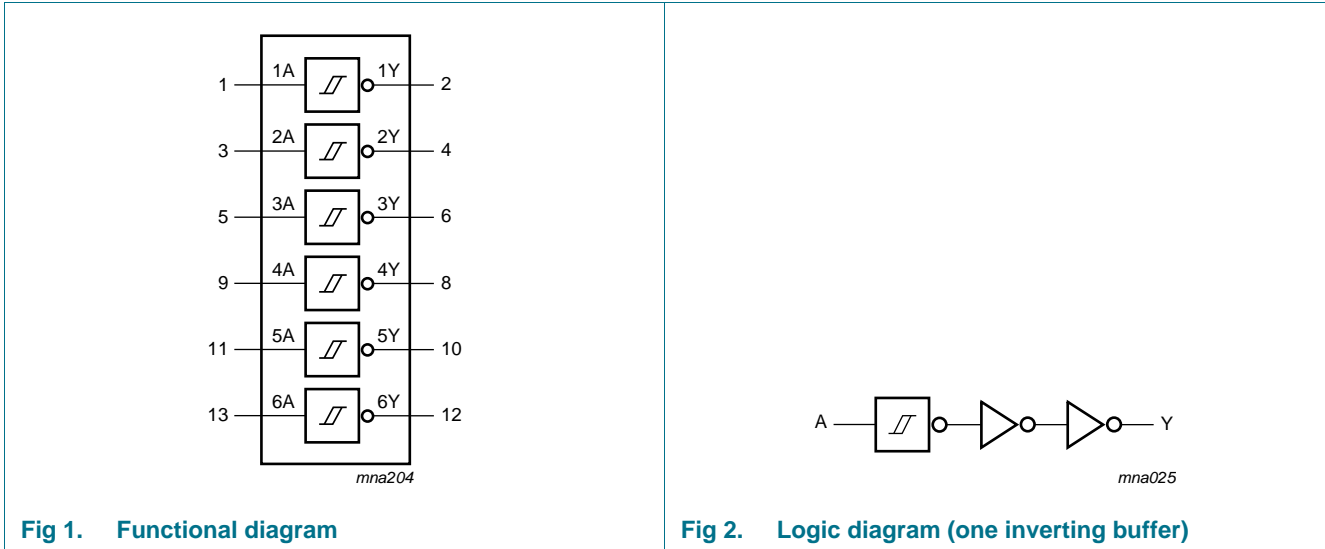 1 1A 1Y 2
3 2A 2Y 4
5 3A 3Y 6
9 4A 4Y 8
11 5A 5Y 10
13 6A 6Y 12
mna204
Fig 1. Functional diagram
A Y
mna025
Fig 2. Logic diagram (one inverting buffer)